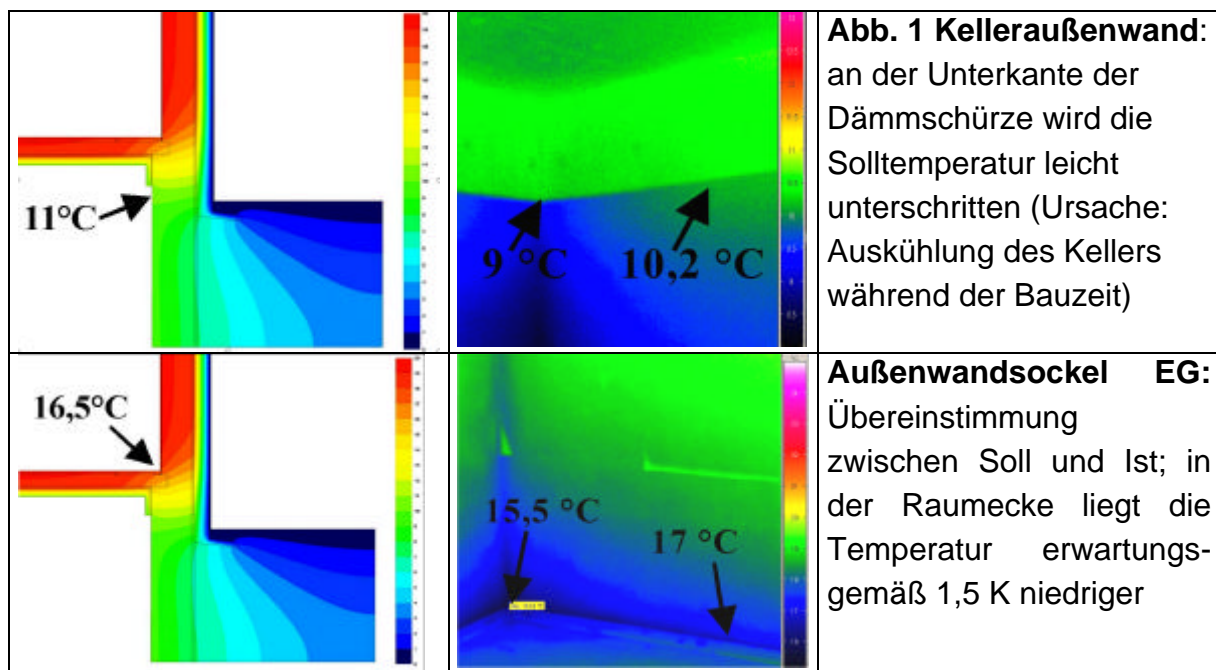 11°C
9 °C
10,2 °C
Abb. 1 Kelleraußenwand:
an der Unterkante der
Dämmschürze wird die
Solltemperatur leicht
unterschritten (Ursache:
Auskühlung des Kellers
während der Bauzeit)
16,5°C
15,5 °C
17 °C
Außenwandsockel EG:
Übereinstimmung
zwischen Soll und Ist; in
der Raumecke liegt die
Temperatur erwartungs-
gemäß 1,5 K niedriger